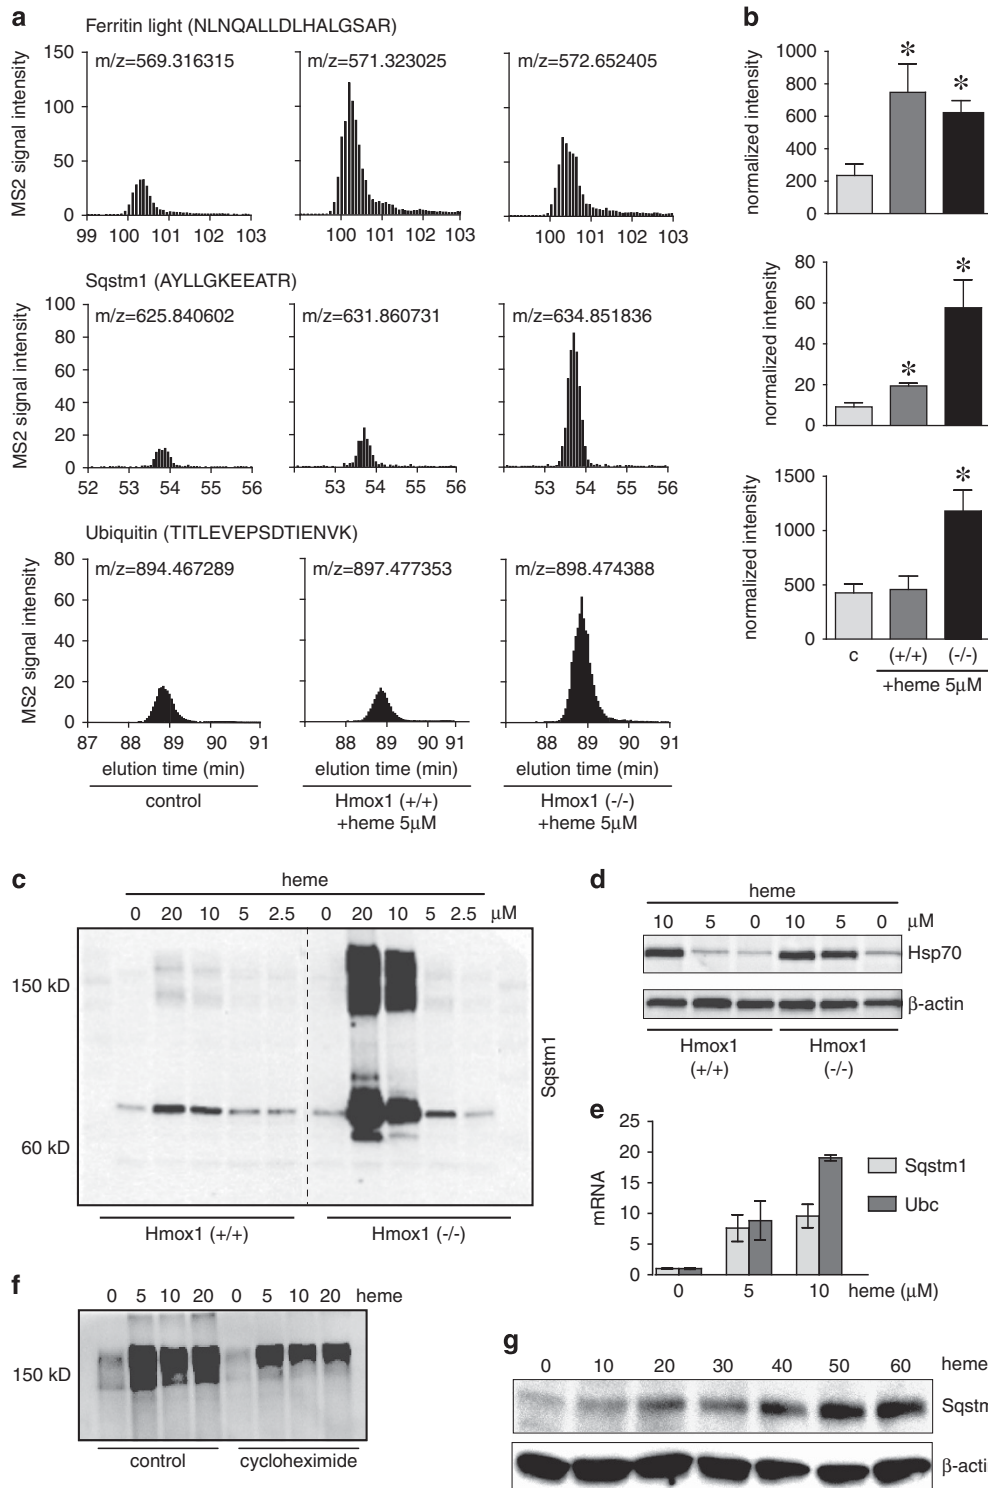 a
Ferritin light (NLNQALLDLHALGSAR)
MS2 signal intensity
150
100
50
0
m/z=569.316315
m/z=571.323025
m/z=572.652405
99 100 101 102 103
100 101 102 103
100 101 102 103
Sqstm1 (AYLLGKEEATR)
MS2 signal intensity
100
80
60
40
20
0
m/z=625.840602
m/z=631.860731
m/z=634.851836
52 53 54 55 56
53 54 55 56
53 54 55 56
Ubiquitin (TITLEVEPSDTIENVK)
MS2 signal intensity
80
60
40
20
0
m/z=894.467289
m/z=897.477353
m/z=898.474388
87 88 89 90 91
88 89 90 91
88 89 90 91
elution time (min)
elution time (min)
elution time (min)
control
Hmox1 (+/+)
+heme 5μM
Hmox1 (-/-)
+heme 5μM
b
normalized intensity
1000
800
600
400
200
0
* *
normalized intensity
80
60
40
20
0
* *
normalized intensity
1500
1000
500
0
*
c (+/+) (-/-)
+heme 5μM
c
heme
0 20 10 5 2.5 0 20 10 5 2.5 μM
150 kD
60 kD
Sqstm1
Hmox1 (+/+) Hmox1 (-/-)
d
heme
10 5 0 10 5 0 μM
Hsp70
β-actin
Hmox1
(+/+)
Hmox1
(-/-)
e
mRNA
25
20
15
10
5
0
Sqstm1
Ubc
0 5 10 heme (μM)
f
0 5 10 20 0 5 10 20 heme
150 kD
control cycloheximide
g
0 10 20 30 40 50 60 heme
Sqstm
β-actin